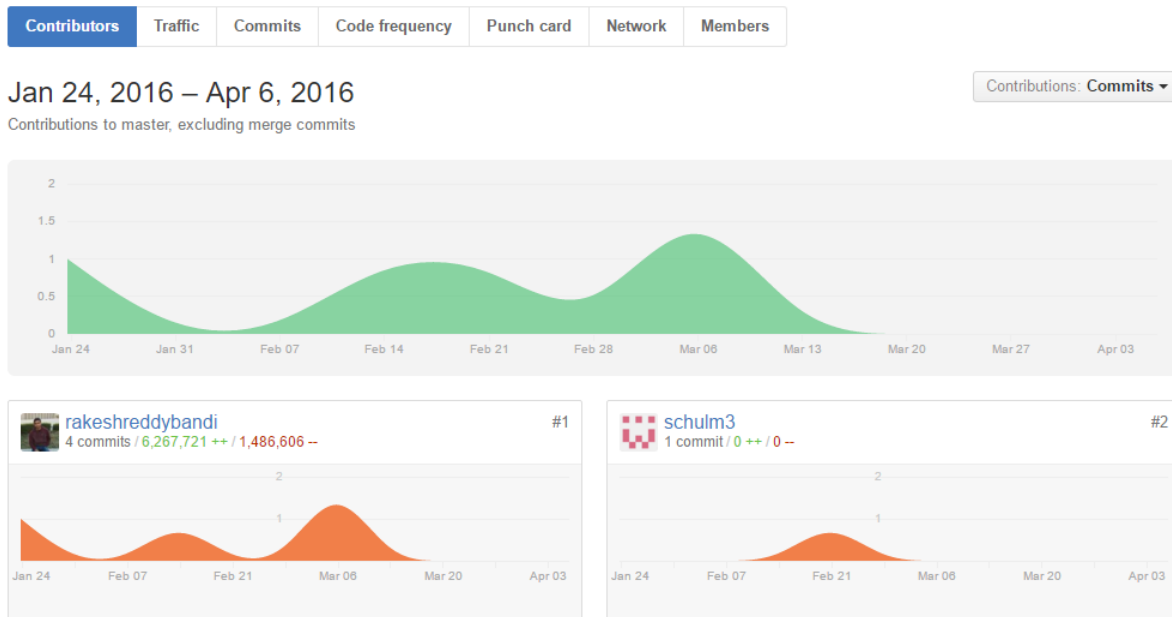 Contributors Traffic Commits Code frequency Punch card Network Members
Jan 24, 2016 – Apr 6, 2016
Contributions: Commits
Contributions to master, excluding merge commits
2
1.5
1
0.5
0
Jan 24 Jan 31 Feb 07 Feb 14 Feb 21 Feb 28 Mar 06 Mar 13 Mar 20 Mar 27 Apr 03
rakeshreddybandi #1
4 commits / 6,267,721 ++ / 1,486,606 --
2
1
Jan 24 Feb 07 Feb 21 Mar 06 Mar 20 Apr 03
schulm3 #2
1 commit / 0 ++ / 0 --
2
1
Jan 24 Feb 07 Feb 21 Mar 06 Mar 20 Apr 03